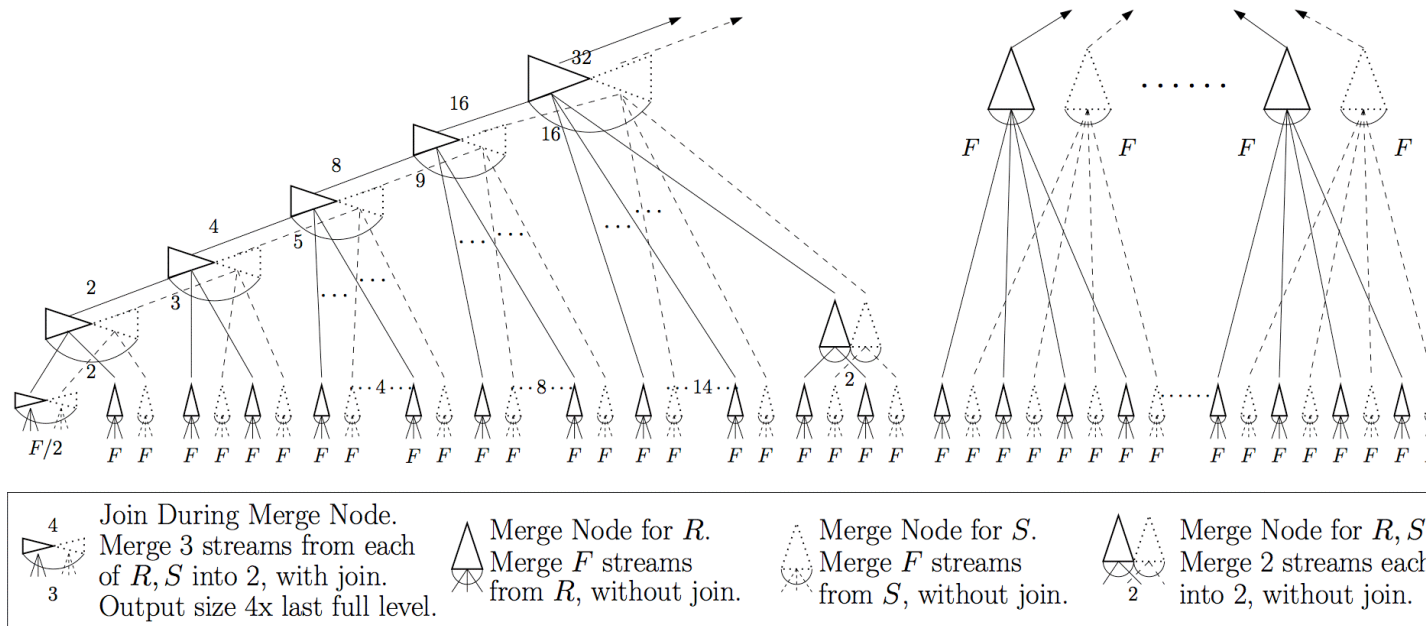 32
16
16
8
9
4
5
2
3
2
F F F F
2
4
8
14
F/2 F F F F F F F F F F F F F F F F F F F F F F F F F F F F F F F F F
4
3
Join During Merge Node.
Merge 3 streams from each
of R, S into 2, with join.
Output size 4x last full level.
Merge Node for R.
Merge F streams
from R, without join.
Merge Node for S.
Merge F streams
from S, without join.
2
Merge Node for R, S
Merge 2 streams each
into 2, without join.